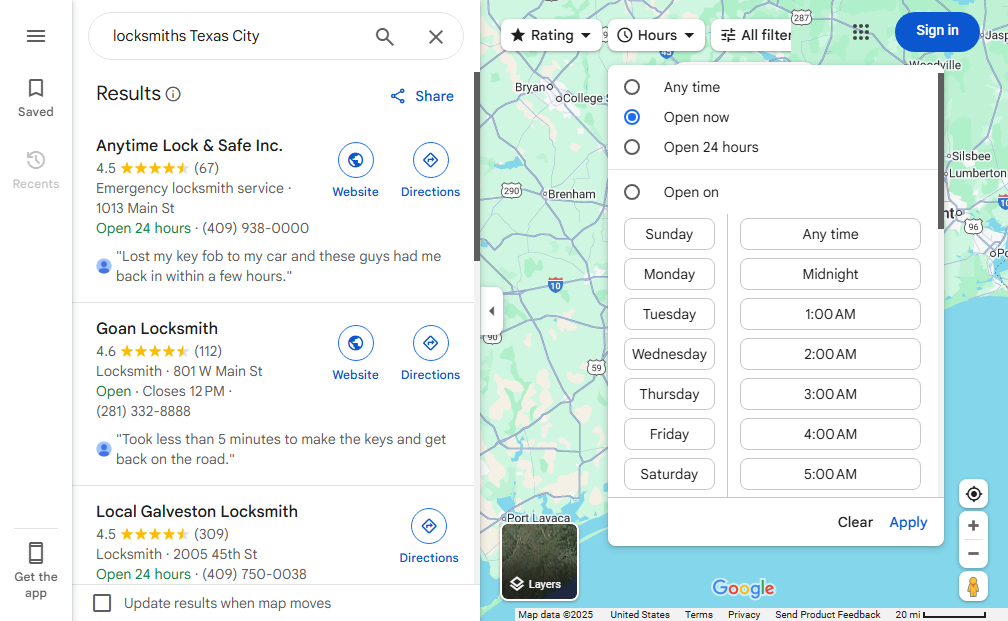 locksmiths Texas City
Saved
Recents
Get the
app
Results
Share
Anytime Lock & Safe Inc.
4.5 (67)
Emergency locksmith service ·
1013 Main St
Open 24 hours · (409) 938-0000
"Lost my key fob to my car and these guys had me
back in within a few hours."
Website
Directions
Goan Locksmith
4.6 (112)
Locksmith · 801 W Main St
Open · Closes 12 PM ·
(281) 332-8888
"Took less than 5 minutes to make the keys and get
back on the road."
Website
Directions
Local Galveston Locksmith
4.5 (309)
Locksmith · 2005 45th St
Open 24 hours · (409) 750-0038
Directions
Update results when map moves
Rating
Hours
All filter
Sign in
Any time
Open now
Open 24 hours
Open on
Sunday
Monday
Tuesday
Wednesday
Thursday
Friday
Saturday
Any time
Midnight
1:00 AM
2:00 AM
3:00 AM
4:00 AM
5:00 AM
Clear
Apply
287
Jasp
Woodville
Bryan
College S
290
Brenham
10
90
59
Silsbee
Lumberton
10
96
Port Lavaca
Layers
Google
Map data ©2025
United States
Terms
Privacy
Send Product Feedback
20 mi